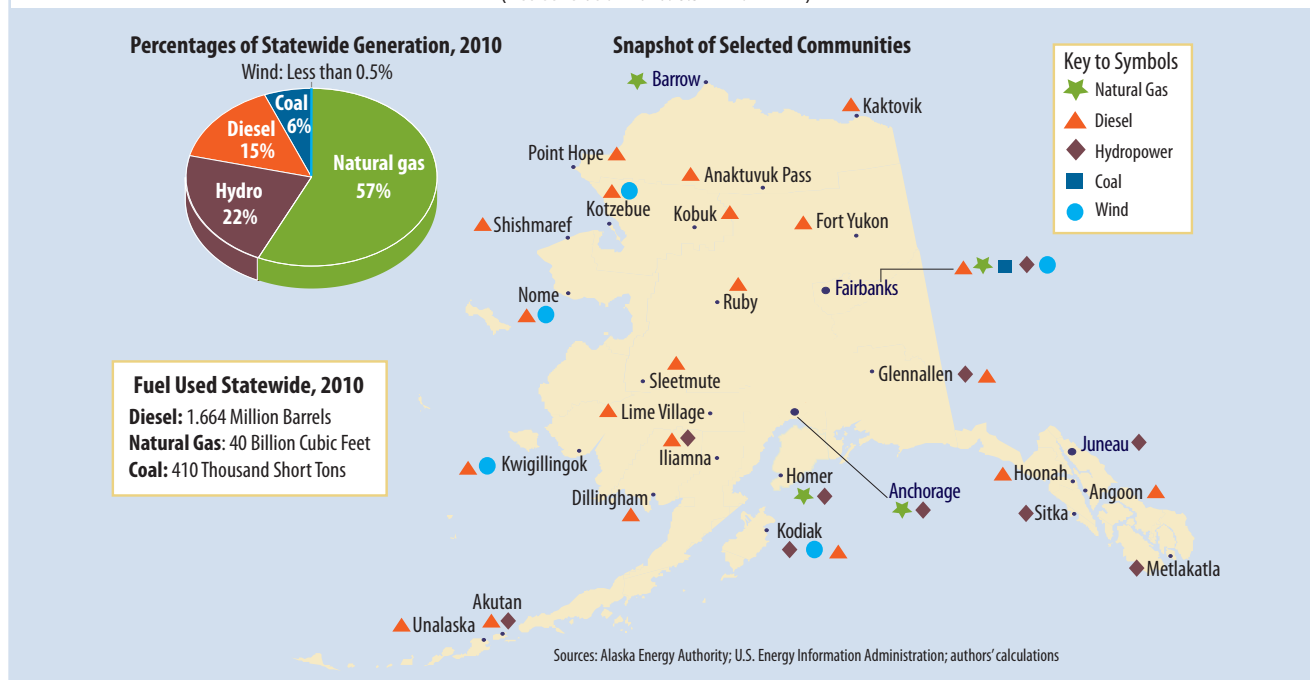 Percentages of Statewide Generation, 2010
Wind: Less than 0.5%
Coal
6%
Diesel
15%
Natural gas
57%
Hydro
22%
Fuel Used Statewide, 2010
Diesel: 1.664 Million Barrels
Natural Gas: 40 Billion Cubic Feet
Coal: 410 Thousand Short Tons
Snapshot of Selected Communities
Key to Symbols
Natural Gas
Diesel
Hydropower
Coal
Wind
Barrow
Kaktovik
Point Hope
Anaktuvuk Pass
Kotzebue
Kobuk
Fort Yukon
Shishmaref
Fairbanks
Nome
Ruby
Sleetmute
Glennallen
Lime Village
Juneau
Kwigillingok
Iliamna
Homer
Hoonah
Anchorage
Angoon
Dillingham
Sitka
Kodiak
Metlakatla
Akutan
Unalaska
Sources: Alaska Energy Authority; U.S. Energy Information Administration; authors' calculations